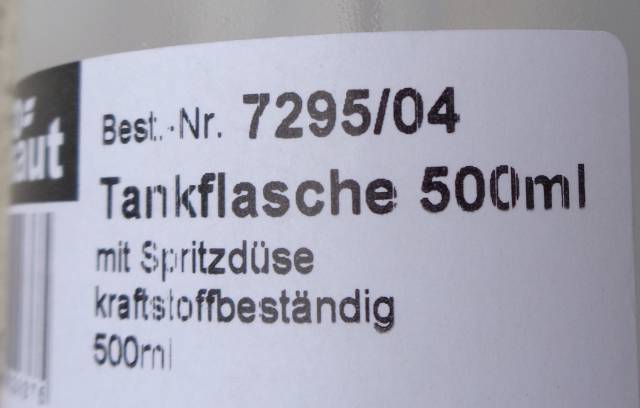 Best.-Nr. 7295/04
Tankflasche 500ml
mit Spritzdüse
kraftstoffbeständig
500ml